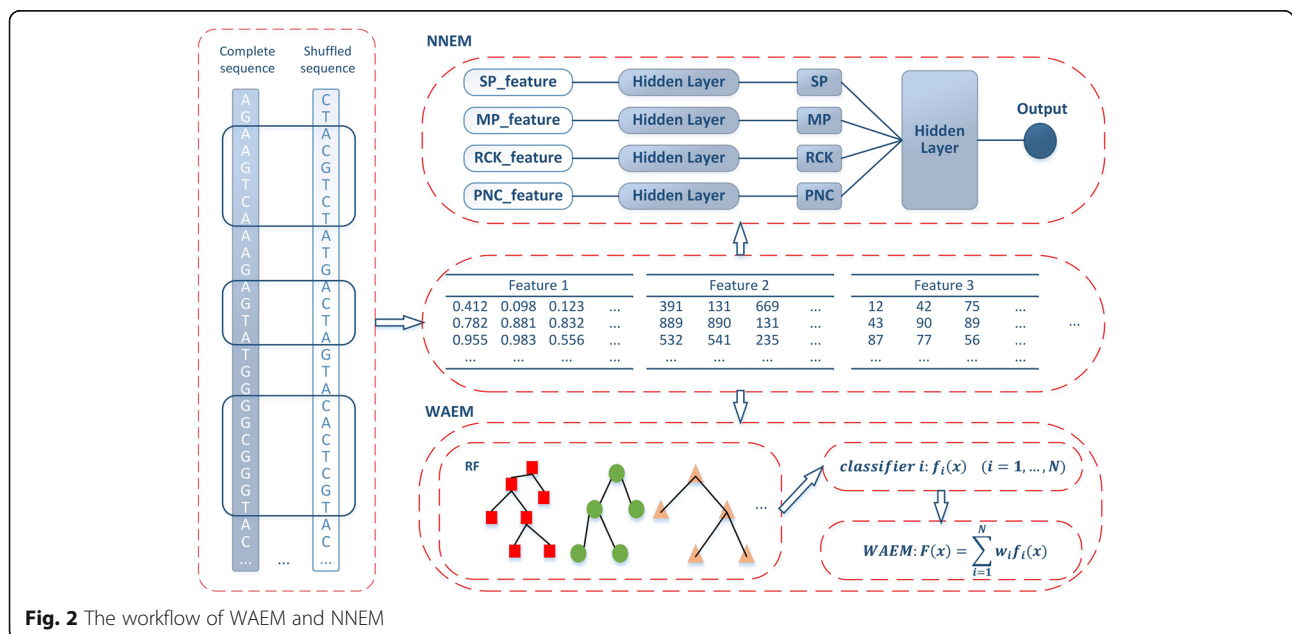 Complete sequence
Shuffled sequence
A G A A G T C A A A G A G T A T G G G G C G G G T A C ...
...
C T A C G T C T A T G A C T A G T A C A C T C G T A C ...
NNEM
SP_feature Hidden Layer SP
MP_feature Hidden Layer MP
RCK_feature Hidden Layer RCK
PNC_feature Hidden Layer PNC
Hidden Layer
Output
Feature 1 Feature 2 Feature 3
0.412 0.098 0.123 ... 391 131 669 ... 12 42 75 ...
0.782 0.881 0.832 ... 889 890 131 ... 43 90 89 ... ...
0.955 0.983 0.556 ... 532 541 235 ... 87 77 56 ...
... ... ... ... ... ... ... ... ...
WAEM
RF
...
classifier i: f_i(x) (i = 1, ..., N)
WAEM: F(x) = ∑_{i=1}^{N} w_i f_i(x)
Fig. 2 The workflow of WAEM and NNEM